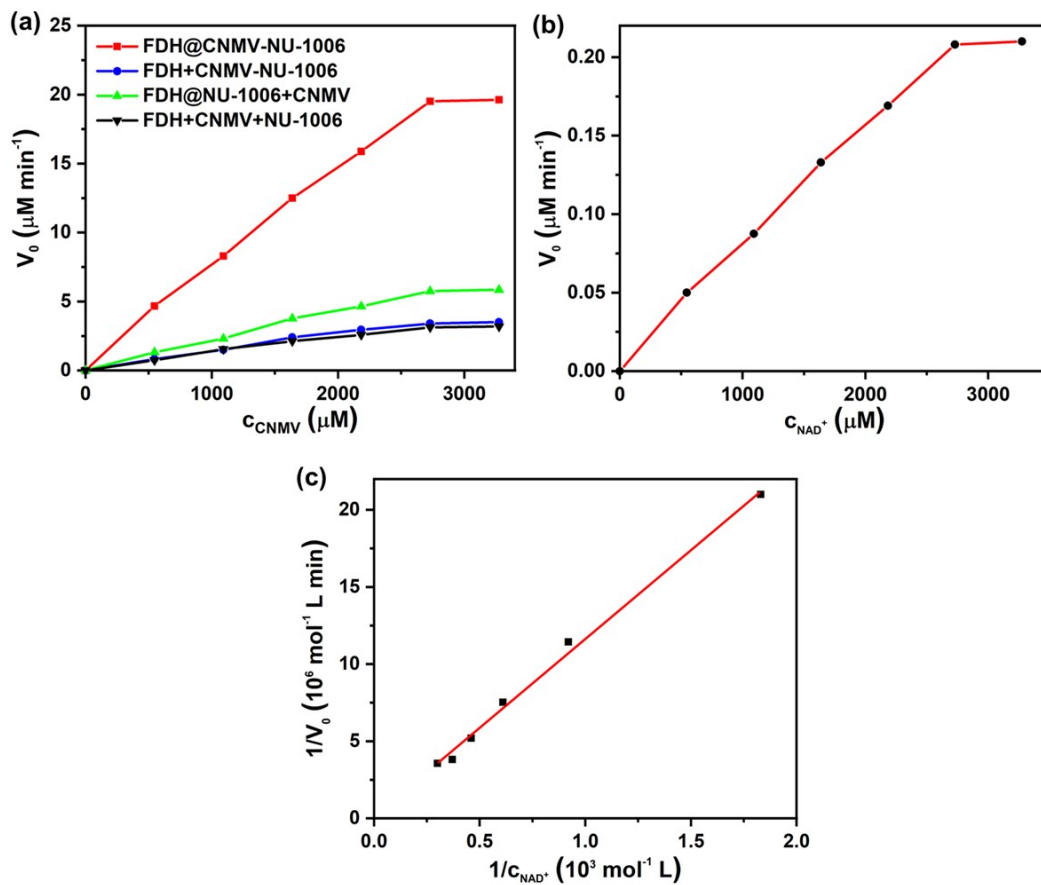 (a)
25
20
15
10
5
0
V₀ (μM min⁻¹)
FDH@CNMV-NU-1006
FDH+CNMV-NU-1006
FDH@NU-1006+CNMV
FDH+CNMV+NU-1006
0 1000 2000 3000
c_CNMV (μM)
(b)
0.20
0.15
0.10
0.05
0.00
V₀ (μM min⁻¹)
0 1000 2000 3000
c_NAD⁺ (μM)
(c)
20
15
10
5
0
1/V₀ (10⁶ mol⁻¹ L min)
0.0 0.5 1.0 1.5 2.0
1/c_NAD⁺ (10³ mol⁻¹ L)